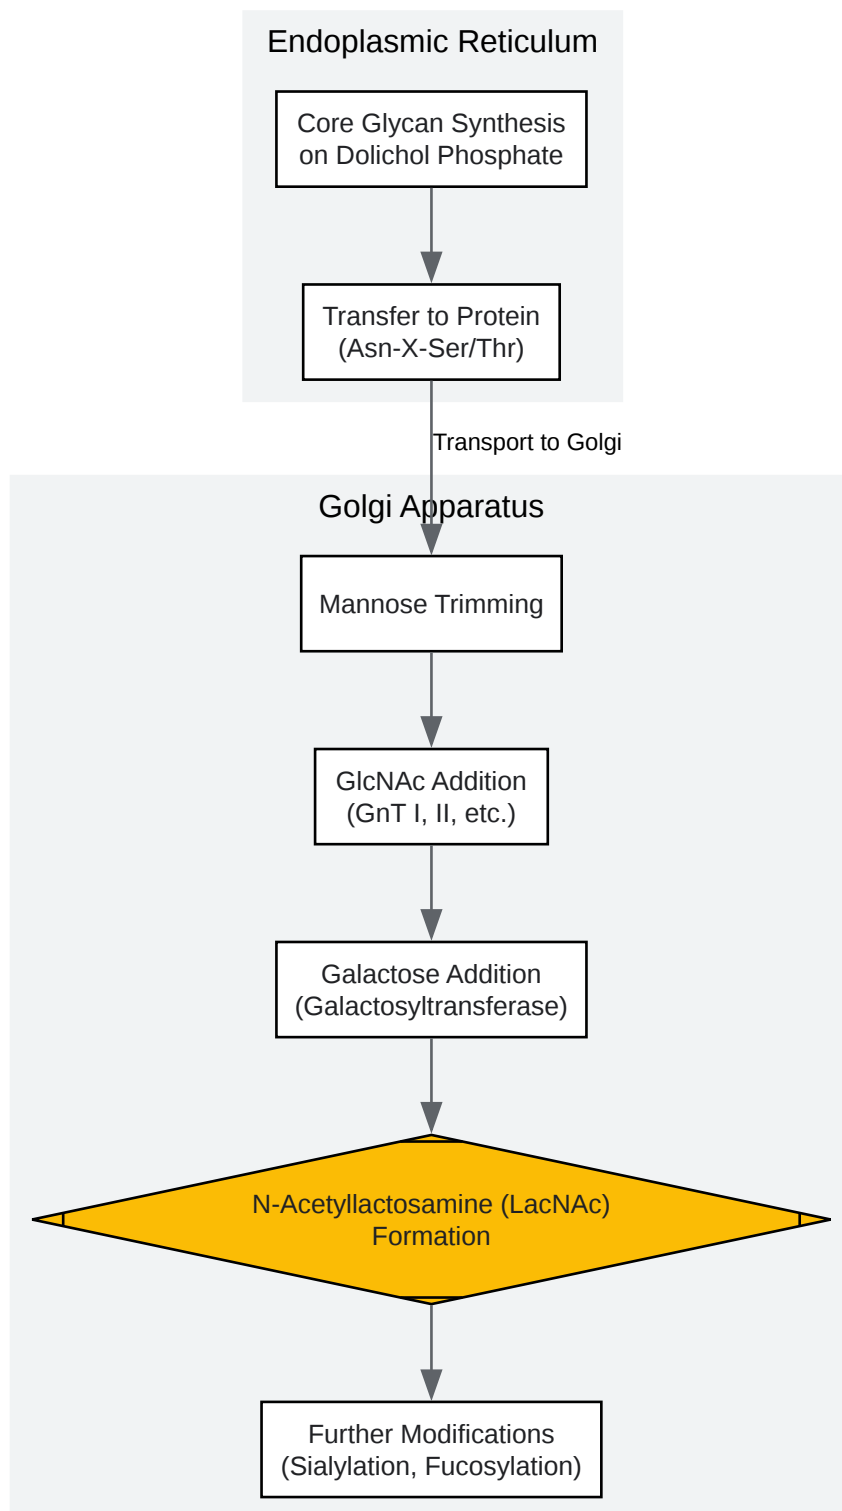 Endoplasmic Reticulum
Core Glycan Synthesis
on Dolichol Phosphate
Transfer to Protein
(Asn-X-Ser/Thr)
Transport to Golgi
Golgi Apparatus
Mannose Trimming
GlcNAc Addition
(GnT I, II, etc.)
Galactose Addition
(Galactosyltransferase)
N-Acetyllactosamine (LacNAc)
Formation
Further Modifications
(Sialylation, Fucosylation)